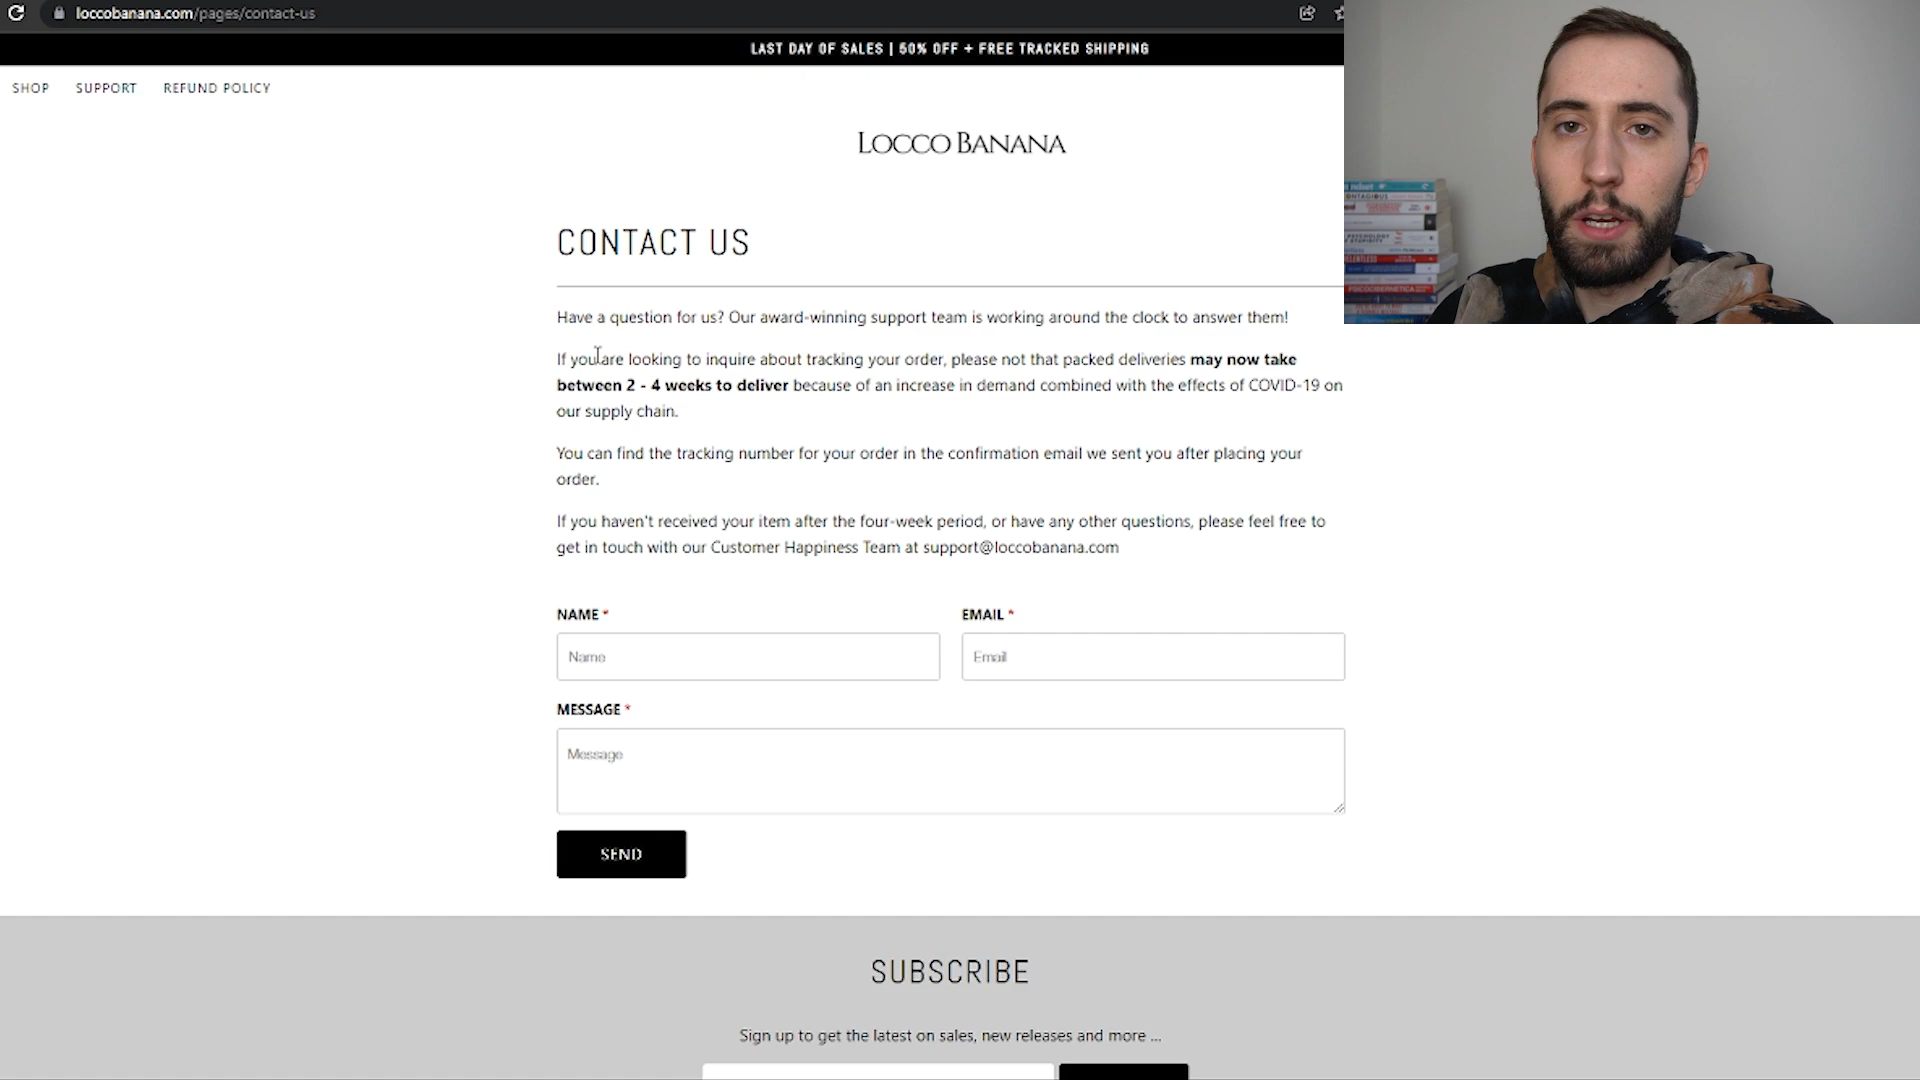 loccobanana.com/pages/contact-us
LAST DAY OF SALES | 50% OFF + FREE TRACKED SHIPPING
SHOP SUPPORT REFUND POLICY
LOCCO BANANA
CONTACT US
Have a question for us? Our award-winning support team is working around the clock to answer them!
If you are looking to inquire about tracking your order, please not that packed deliveries may now take
between 2 - 4 weeks to deliver because of an increase in demand combined with the effects of COVID-19 on
our supply chain.
You can find the tracking number for your order in the confirmation email we sent you after placing your
order.
If you haven't received your item after the four-week period, or have any other questions, please feel free to
get in touch with our Customer Happiness Team at support@loccobanana.com
NAME * EMAIL *
Name Email
MESSAGE *
Message
SEND
SUBSCRIBE
Sign up to get the latest on sales, new releases and more ...
CONTAGIOUS
PSYCHOLOGY
RELENTLESS
PSICOCIBERNETICA